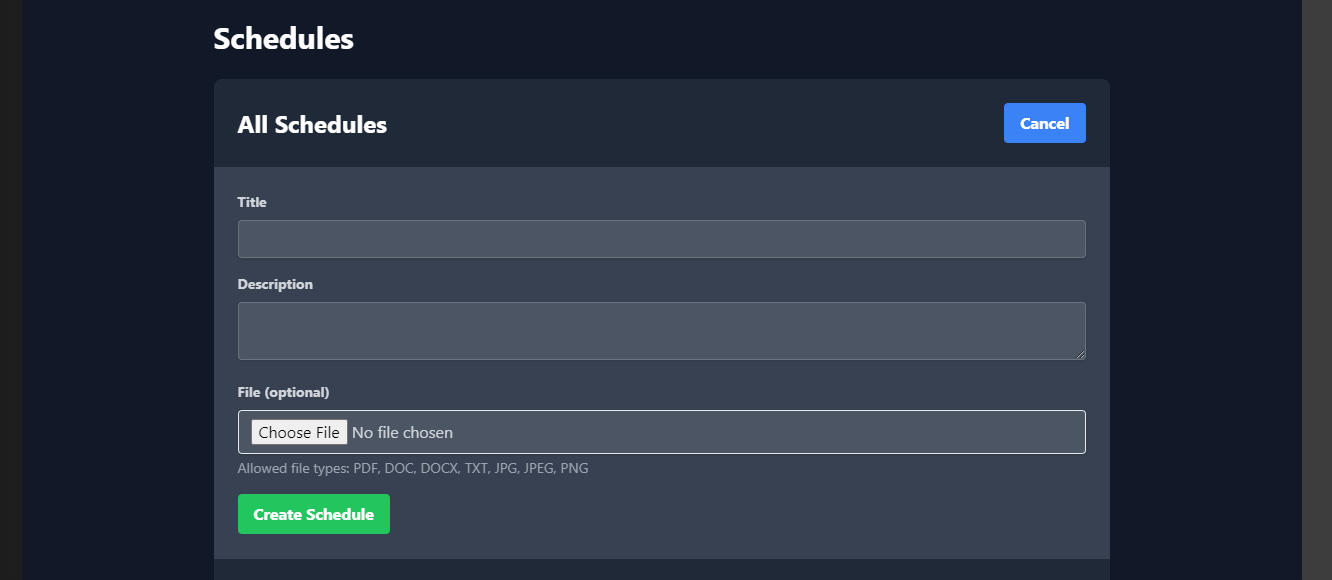 Schedules
All Schedules
Cancel
Title
Description
File (optional)
Choose File No file chosen
Allowed file types: PDF, DOC, DOCX, TXT, JPG, JPEG, PNG
Create Schedule